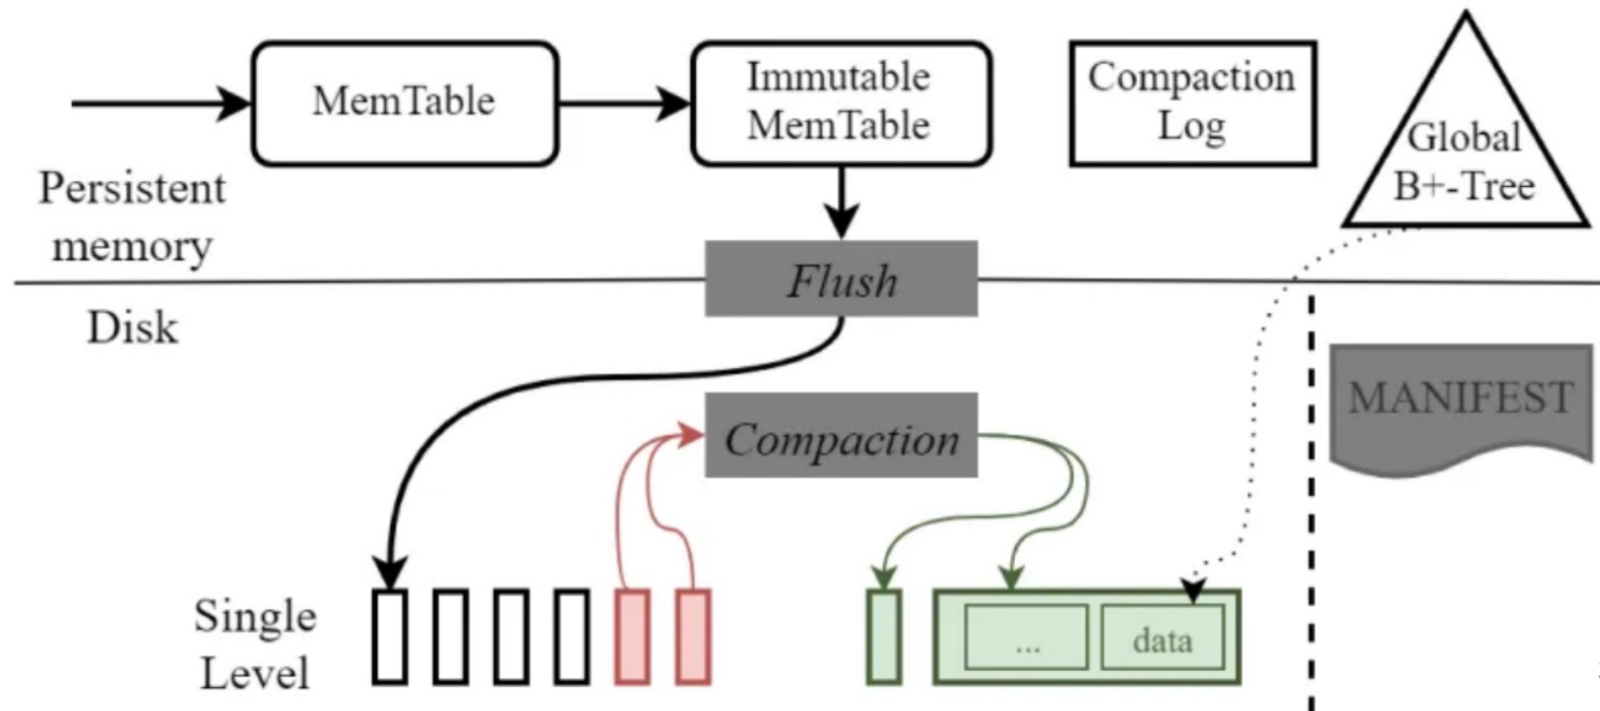 MemTable
Immutable
MemTable
Compaction
Log
Global
B+-Tree
Persistent
memory
Flush
Disk
MANIFEST
Compaction
Single
Level
...
data